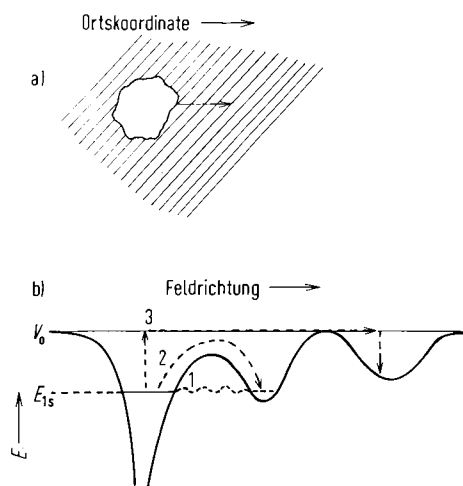 Ortskoordinate
a)
b)
Feldrichtung
V₀
3
2
1
E₁ₛ
E